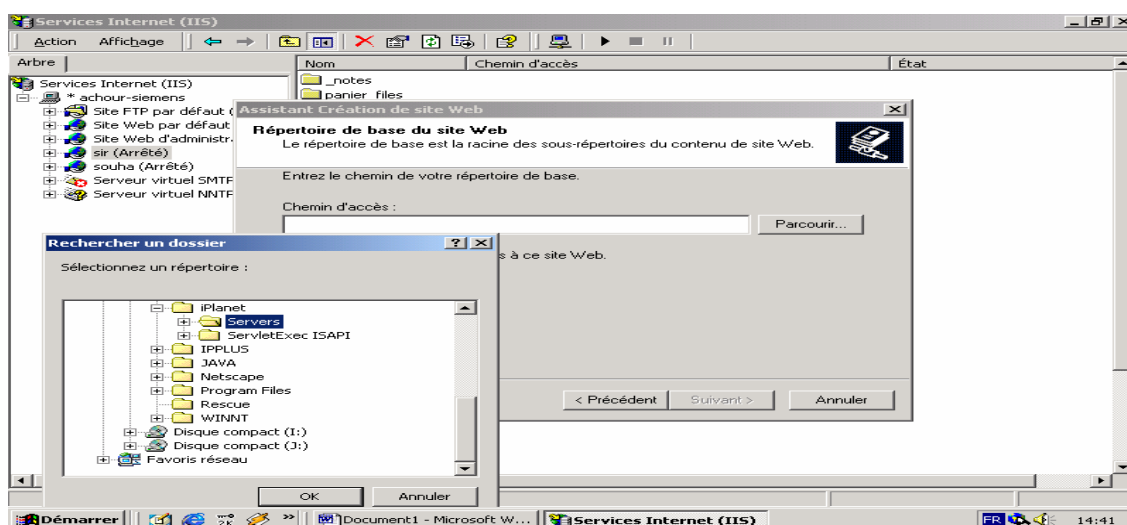 Services Internet (IIS)
Action Affichage
Arbre
Nom Chemin d'accès État
Services Internet (IIS)
* achour-siemens
Site FTP par défaut (
Site Web par défaut
Site Web d'administr
sir (Arrêté)
souha (Arrêté)
Serveur virtuel SMTP
Serveur virtuel NNTP
_notes
panier_files
Assistant Création de site Web
Répertoire de base du site Web
Le répertoire de base est la racine des sous-répertoires du contenu de site Web.
Entrez le chemin de votre répertoire de base.
Chemin d'accès :
Parcourir...
s à ce site Web.
< Précédent Suivant > Annuler
Rechercher un dossier
Sélectionnez un répertoire :
iPlanet
Servers
ServletExec ISAPI
IPPLUS
JAVA
Netscape
Program Files
Rescue
WINNT
Disque compact (I:)
Disque compact (J:)
Favoris réseau
OK Annuler
Démarrer » Document1 - Microsoft W... Services Internet (IIS) FR 14:41